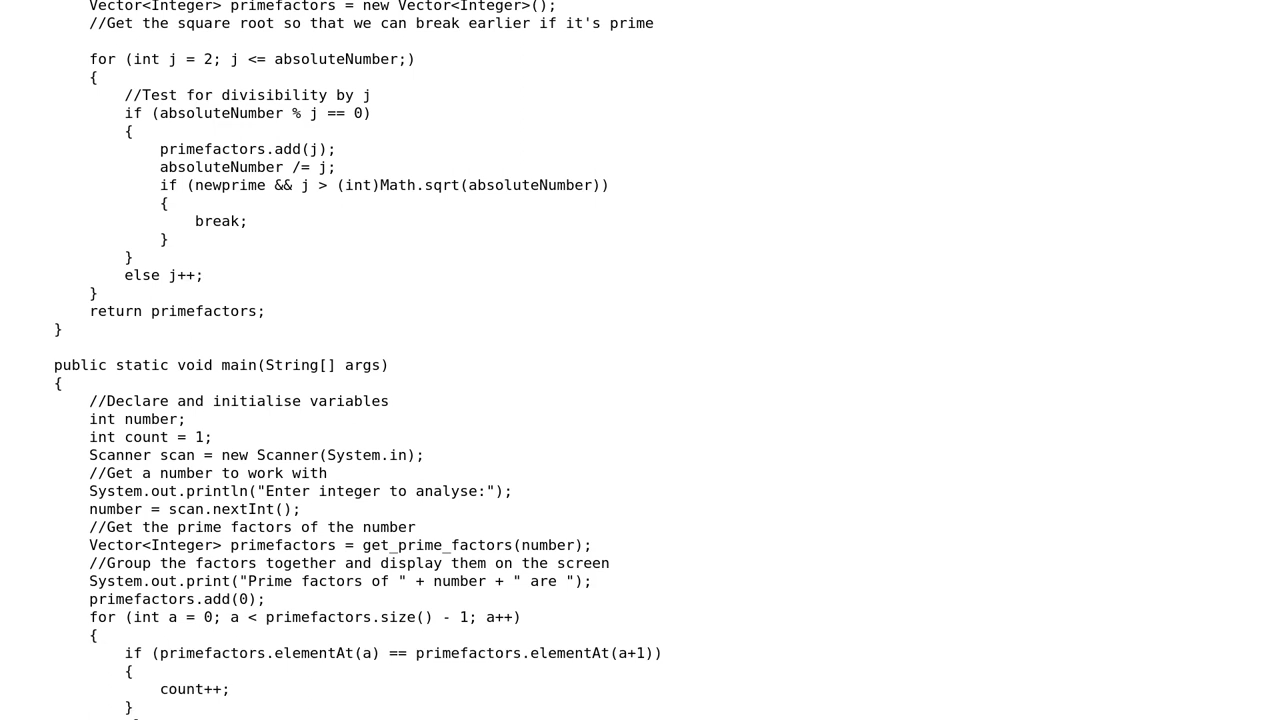 Vector<Integer> primefactors = new Vector<Integer>();
//Get the square root so that we can break earlier if it's prime
for (int j = 2; j <= absoluteNumber;)
{
//Test for divisibility by j
if (absoluteNumber % j == 0)
{
primefactors.add(j);
absoluteNumber /= j;
if (newprime && j > (int)Math.sqrt(absoluteNumber))
{
break;
}
}
else j++;
}
return primefactors;
}
public static void main(String[] args)
{
//Declare and initialise variables
int number;
int count = 1;
Scanner scan = new Scanner(System.in);
//Get a number to work with
System.out.println("Enter integer to analyse:");
number = scan.nextInt();
//Get the prime factors of the number
Vector<Integer> primefactors = get_prime_factors(number);
//Group the factors together and display them on the screen
System.out.print("Prime factors of " + number + " are ");
primefactors.add(0);
for (int a = 0; a < primefactors.size() - 1; a++)
{
if (primefactors.elementAt(a) == primefactors.elementAt(a+1))
{
count++;
}